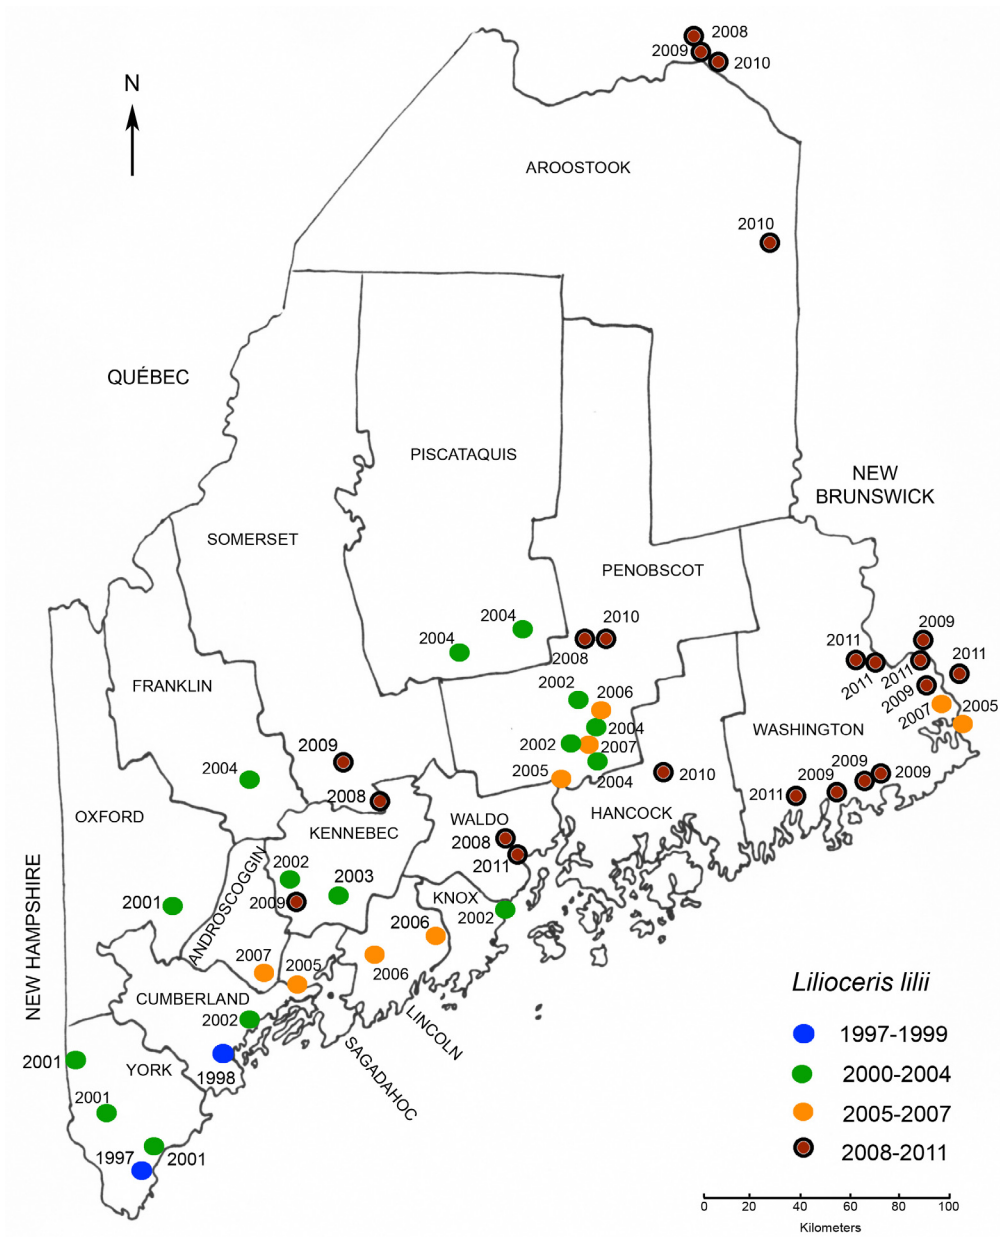 2008
2009
2010
N
AROOSTOOK
2010
QUÉBEC
PISCATAQUIS
NEW
BRUNSWICK
SOMERSET
PENOBSCOT
2004
2004
2010
2008
2009
2011
2011
2011
2011
2009
2007
2005
FRANKLIN
2002
2006
2004
2002
2007
2004
2005
WASHINGTON
2009
2008
2004
2010
2009
2009
2009
2011
OXFORD
KENNEBEC
WALDO
HANCOCK
2008
2011
ANDROSCOGGIN
2002
2003
2009
KNOX
2002
2001
2006
2006
2007
2005
NEW HAMPSHIRE
CUMBERLAND
2002
LINCOLN
SAGADAHOC
1998
2001
YORK
2001
1997
2001
Lilioceris lilii
1997-1999
2000-2004
2005-2007
2008-2011
0 20 40 60 80 100
Kilometers